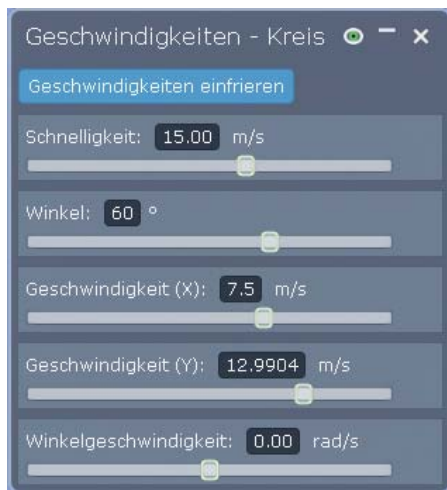 Geschwindigkeiten - Kreis
Geschwindigkeiten einfrieren
Schnelligkeit: 15.00 m/s
Winkel: 60 °
Geschwindigkeit (X): 7.5 m/s
Geschwindigkeit (Y): 12.9904 m/s
Winkelgeschwindigkeit: 0.00 rad/s